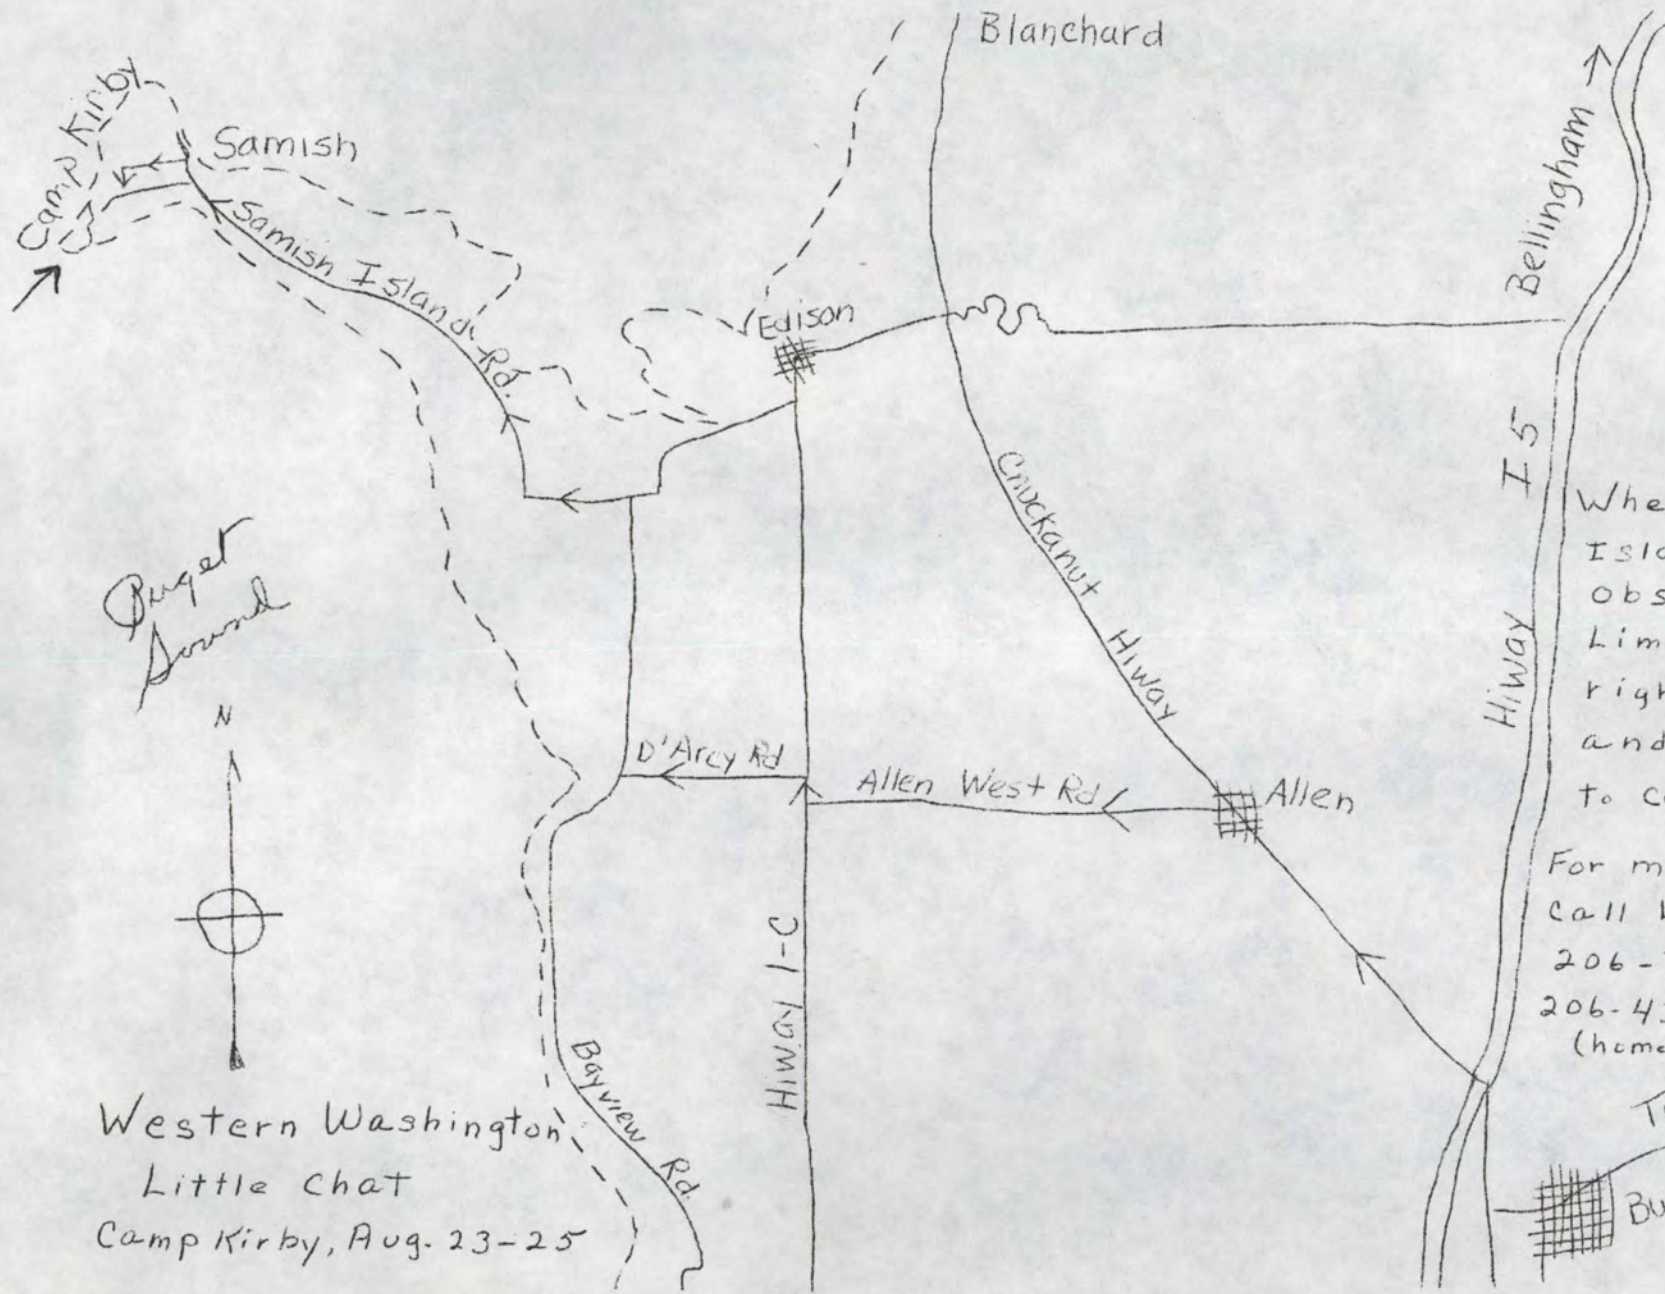 Blanchard
Camp Kirby
Samish
Samish Island Rd.
Edison
Bellingham
Hiway I 5
Chuckanut Hiway
Puget
Sound
N
D'Arcy Rd
Allen West Rd
Allen
Hiway 1-C
Bayview Rd.
Western Washington
Little Chat
Camp Kirby, Aug. 23-25
Whe
Isla
Obs
Lim
righ
and
to c
For m
Call
206-
206-4
(home
Bu